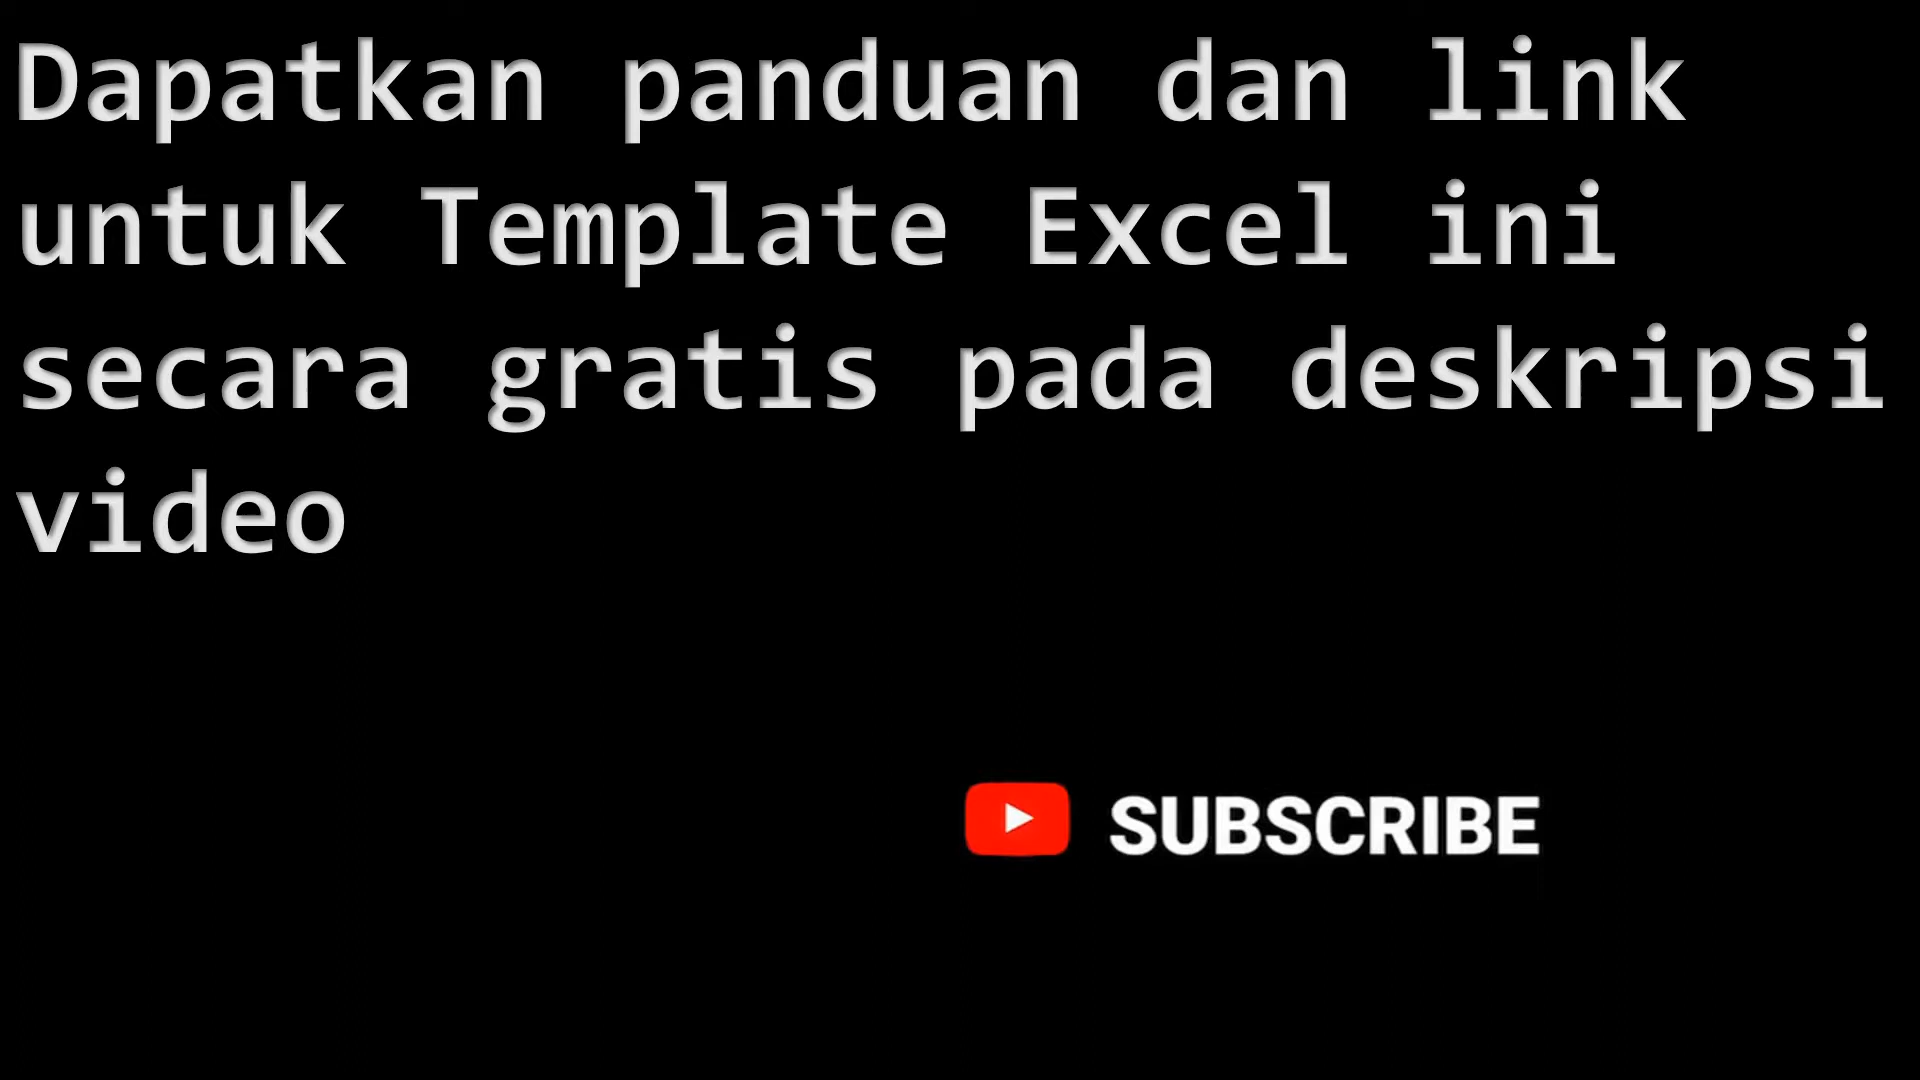 Dapatkan panduan dan link
untuk Template Excel ini
secara gratis pada deskripsi
video
SUBSCRIBE